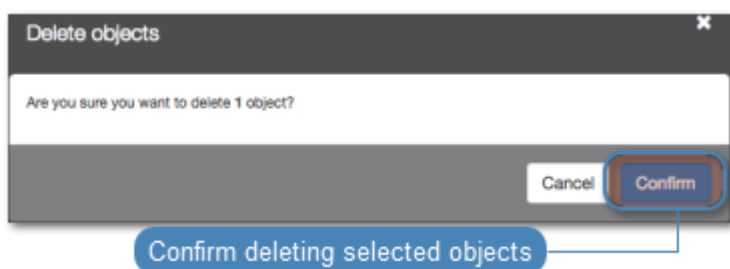 Delete objects
Are you sure you want to delete 1 object?
Cancel Confirm
Confirm deleting selected objects